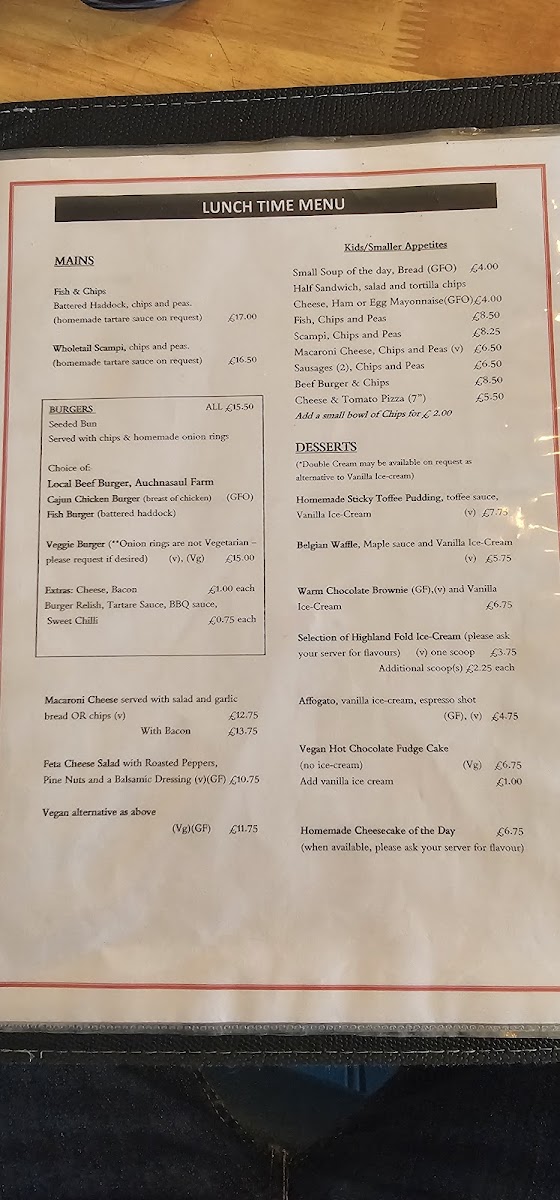 LUNCH TIME MENU
MAINS
Fish & Chips
Battered Haddock, chips and peas.
(homemade tartare sauce on request) £17.00
Wholetail Scampi, chips and peas.
(homemade tartare sauce on request) £16.50
BURGERS ALL £15.50
Seeded Bun
Served with chips & homemade onion rings
Choice of:
Local Beef Burger, Auchnasaul Farm
Cajun Chicken Burger (breast of chicken) (GFO)
Fish Burger (battered haddock)
Veggie Burger (**Onion rings are not Vegetarian –
please request if desired) (v), (Vg) £15.00
Extras: Cheese, Bacon £1.00 each
Burger Relish, Tartare Sauce, BBQ sauce,
Sweet Chilli £0.75 each
Macaroni Cheese served with salad and garlic
bread OR chips (v) £12.75
With Bacon £13.75
Feta Cheese Salad with Roasted Peppers,
Pine Nuts and a Balsamic Dressing (v)(GF) £10.75
Vegan alternative as above
(Vg)(GF) £11.75
Kids/Smaller Appetites
Small Soup of the day, Bread (GFO) £4.00
Half Sandwich, salad and tortilla chips
Cheese, Ham or Egg Mayonnaise(GFO)£4.00
Fish, Chips and Peas £8.50
Scampi, Chips and Peas £8.25
Macaroni Cheese, Chips and Peas (v) £6.50
Sausages (2), Chips and Peas £6.50
Beef Burger & Chips £8.50
Cheese & Tomato Pizza (7") £5.50
Add a small bowl of Chips for £ 2.00
DESSERTS
(*Double Cream may be available on request as
alternative to Vanilla Ice-cream)
Homemade Sticky Toffee Pudding, toffee sauce,
Vanilla Ice-Cream (v) £7.75
Belgian Waffle, Maple sauce and Vanilla Ice-Cream
(v) £5.75
Warm Chocolate Brownie (GF),(v) and Vanilla
Ice-Cream £6.75
Selection of Highland Fold Ice-Cream (please ask
your server for flavours) (v) one scoop £3.75
Additional scoop(s) £2.25 each
Affogato, vanilla ice-cream, espresso shot
(GF), (v) £4.75
Vegan Hot Chocolate Fudge Cake
(no ice-cream) (Vg) £6.75
Add vanilla ice cream £1.00
Homemade Cheesecake of the Day £6.75
(when available, please ask your server for flavour)